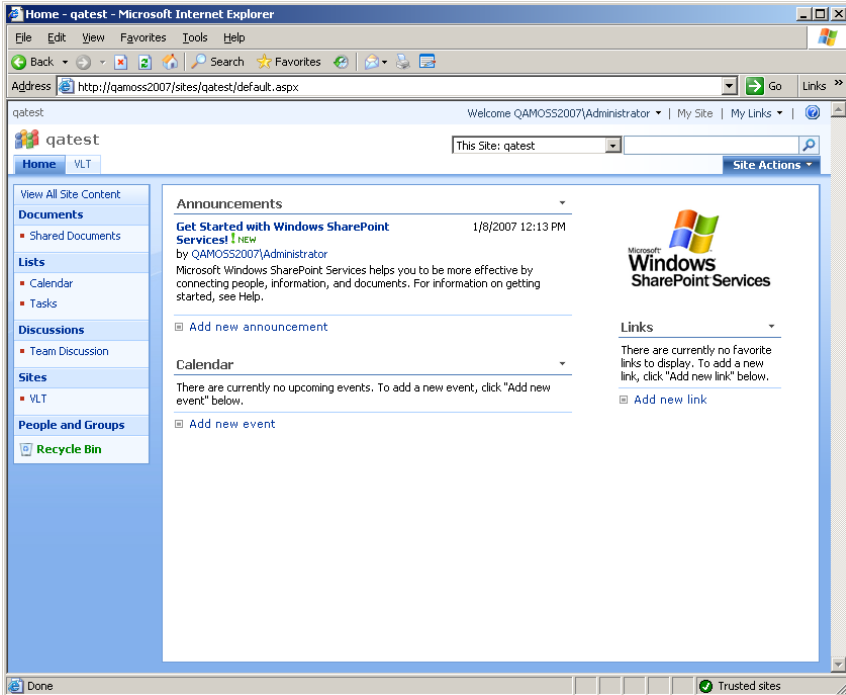 Home - qatest - Microsoft Internet Explorer
File Edit View Favorites Tools Help
Back Search Favorites
Address http://qamoss2007/sites/qatest/default.aspx Go Links »
qatest Welcome QAMOSS2007\Administrator | My Site | My Links |
qatest
This Site: qatest
Home VLT Site Actions
View All Site Content
Documents
Shared Documents
Lists
Calendar
Tasks
Discussions
Team Discussion
Sites
VLT
People and Groups
Recycle Bin
Announcements
Get Started with Windows SharePoint 1/8/2007 12:13 PM
Services! ! NEW
by QAMOSS2007\Administrator
Microsoft Windows SharePoint Services helps you to be more effective by
connecting people, information, and documents. For information on getting
started, see Help.
Add new announcement
Calendar
There are currently no upcoming events. To add a new event, click "Add new
event" below.
Add new event
Microsoft
Windows
SharePoint Services
Links
There are currently no favorite
links to display. To add a new
link, click "Add new link" below.
Add new link
Done Trusted sites